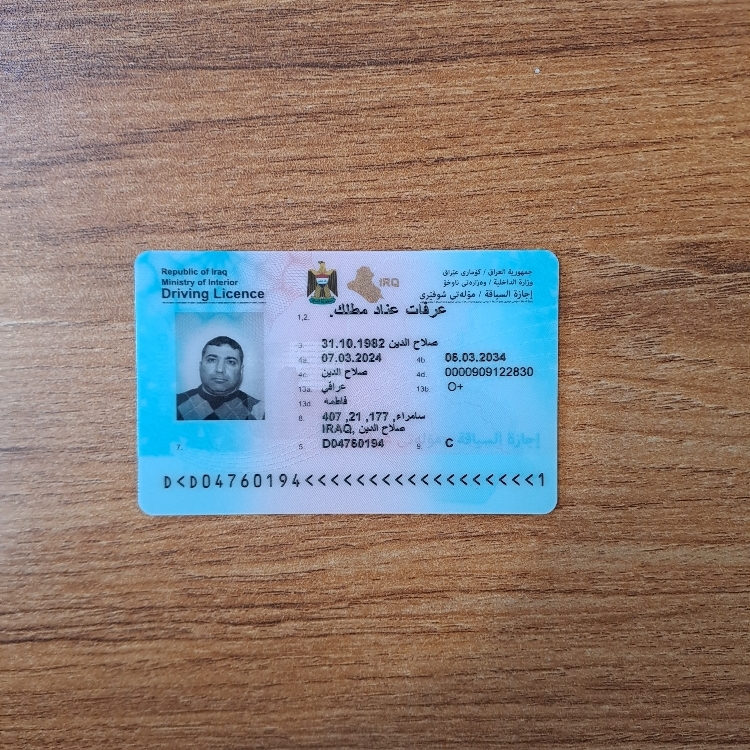 Republic of Iraq
Ministry of Interior
Driving Licence
IRQ
جمهورية العراق / كۆماری عێراق
وزارة الداخلية / وەزارەتی ناوخۆ
إجازة السياقة / مۆڵەتی شوفێری
1,2. عرفات عناد مطلك.
3. 31.10.1982 صلاح الدين
4a. 07.03.2024 4b. 05.03.2034
4c. صلاح الدين 4d. 0000909122830
13a. عراقي 13b. O+
13d. فاطمه
8. سامراء, 177, 21, 407
صلاح الدين, IRAQ
5. D04760194 9. C
7.
إجازة السياقة
D<D04760194<<<<<<<<<<<<<<<<<<1